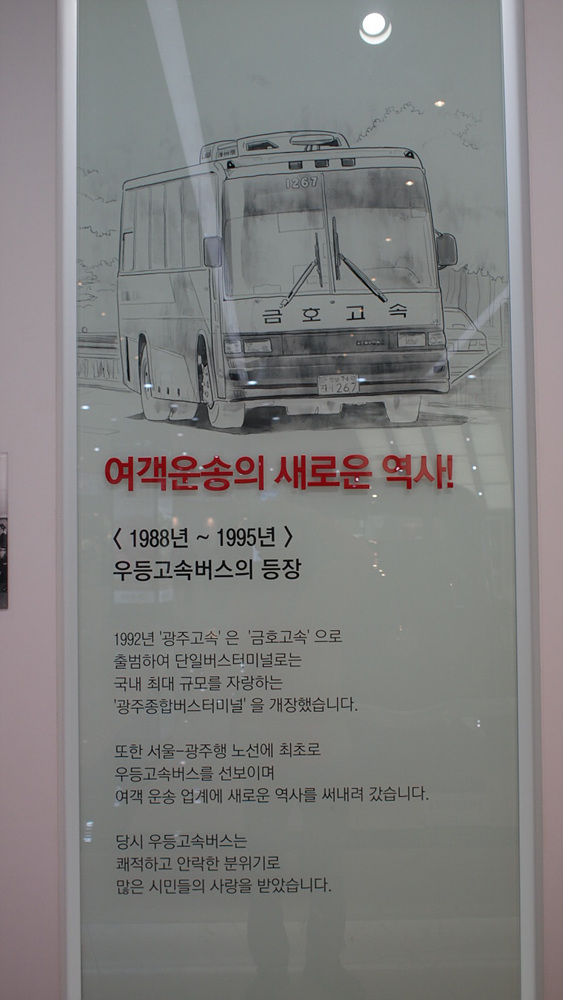 1267
금호고속
1267
여객운송의 새로운 역사!
< 1988년 ~ 1995년 >
우등고속버스의 등장
1992년 '광주고속' 은 '금호고속' 으로
출범하여 단일버스터미널로는
국내 최대 규모를 자랑하는
'광주종합버스터미널' 을 개장했습니다.
또한 서울-광주행 노선에 최초로
우등고속버스를 선보이며
여객 운송 업계에 새로운 역사를 써내려 갔습니다.
당시 우등고속버스는
쾌적하고 안락한 분위기로
많은 시민들의 사랑을 받았습니다.